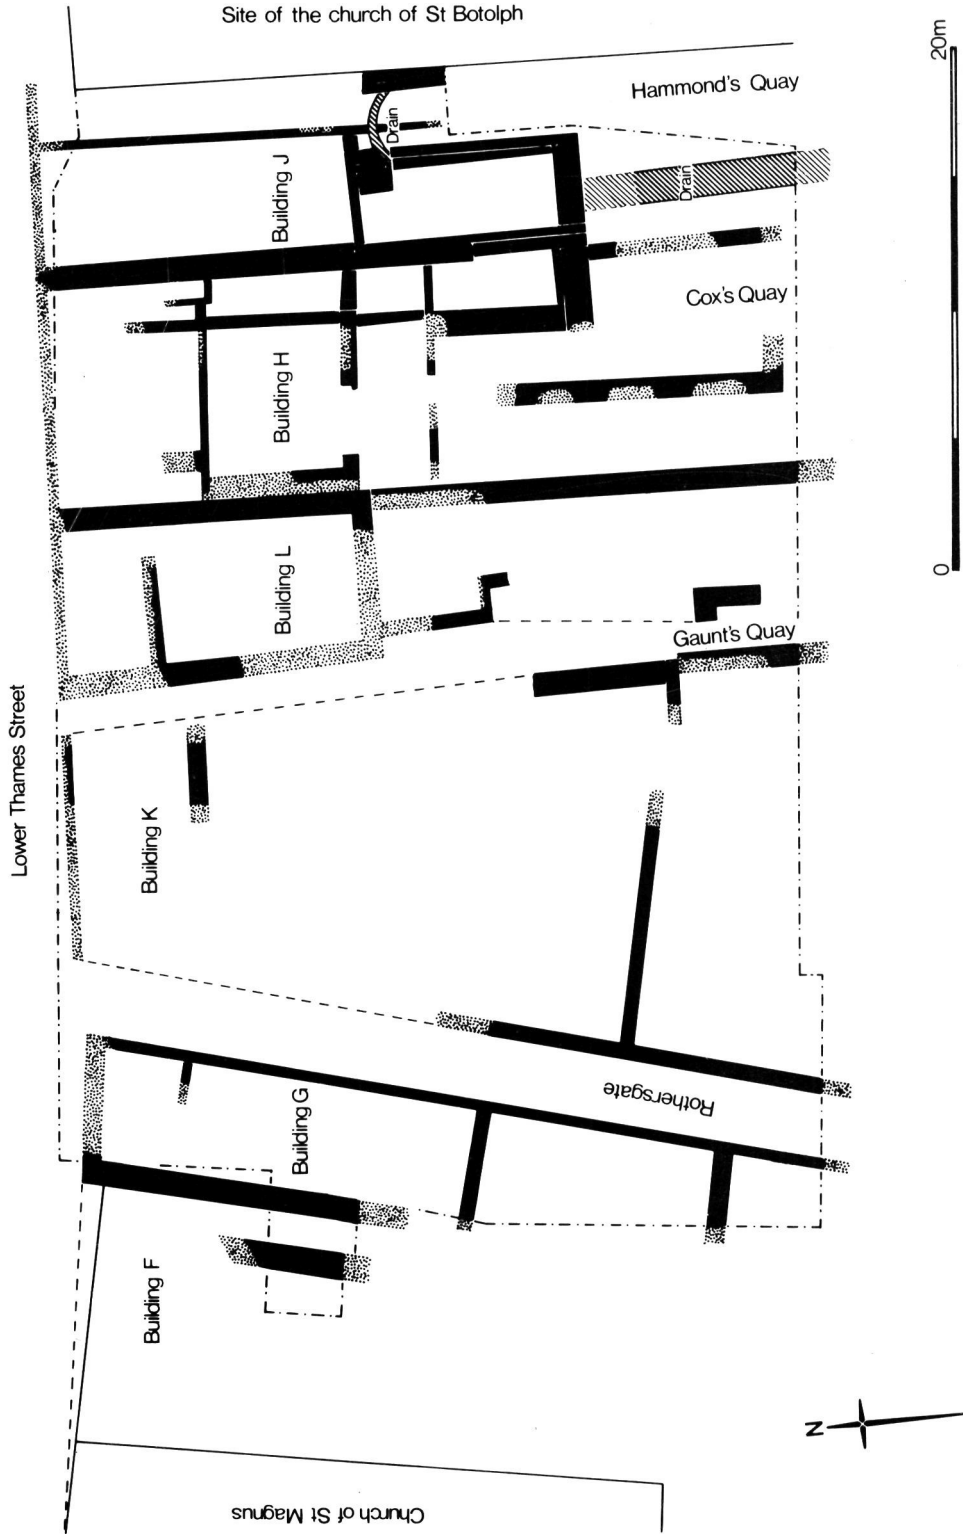 Site of the church of St Botolph
20m
Hammond's Quay
Drain
Building J
Drain
Cox's Quay
Building H
0
Building L
Gaunt's Quay
Lower Thames Street
Building K
Rothersgate
Building G
Building F
N
Church of St Magnus